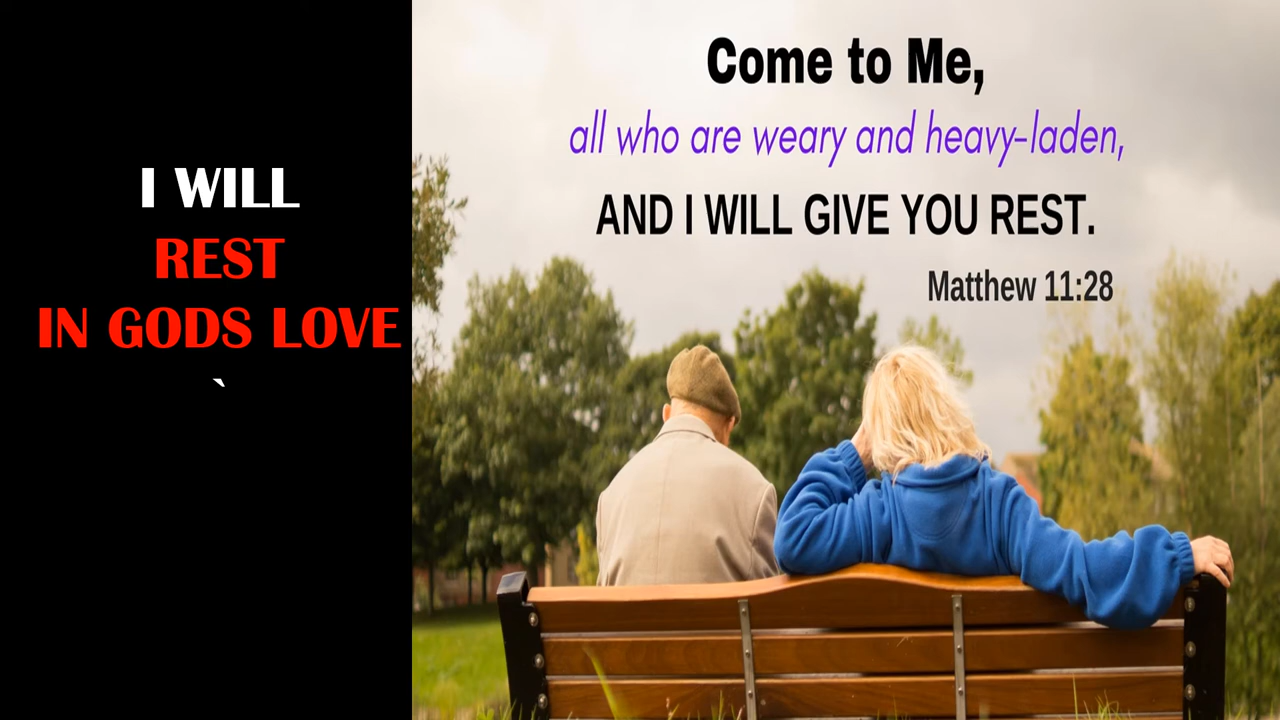 I WILL
REST
IN GODS LOVE
`
Come to Me,
all who are weary and heavy-laden,
AND I WILL GIVE YOU REST.
Matthew 11:28